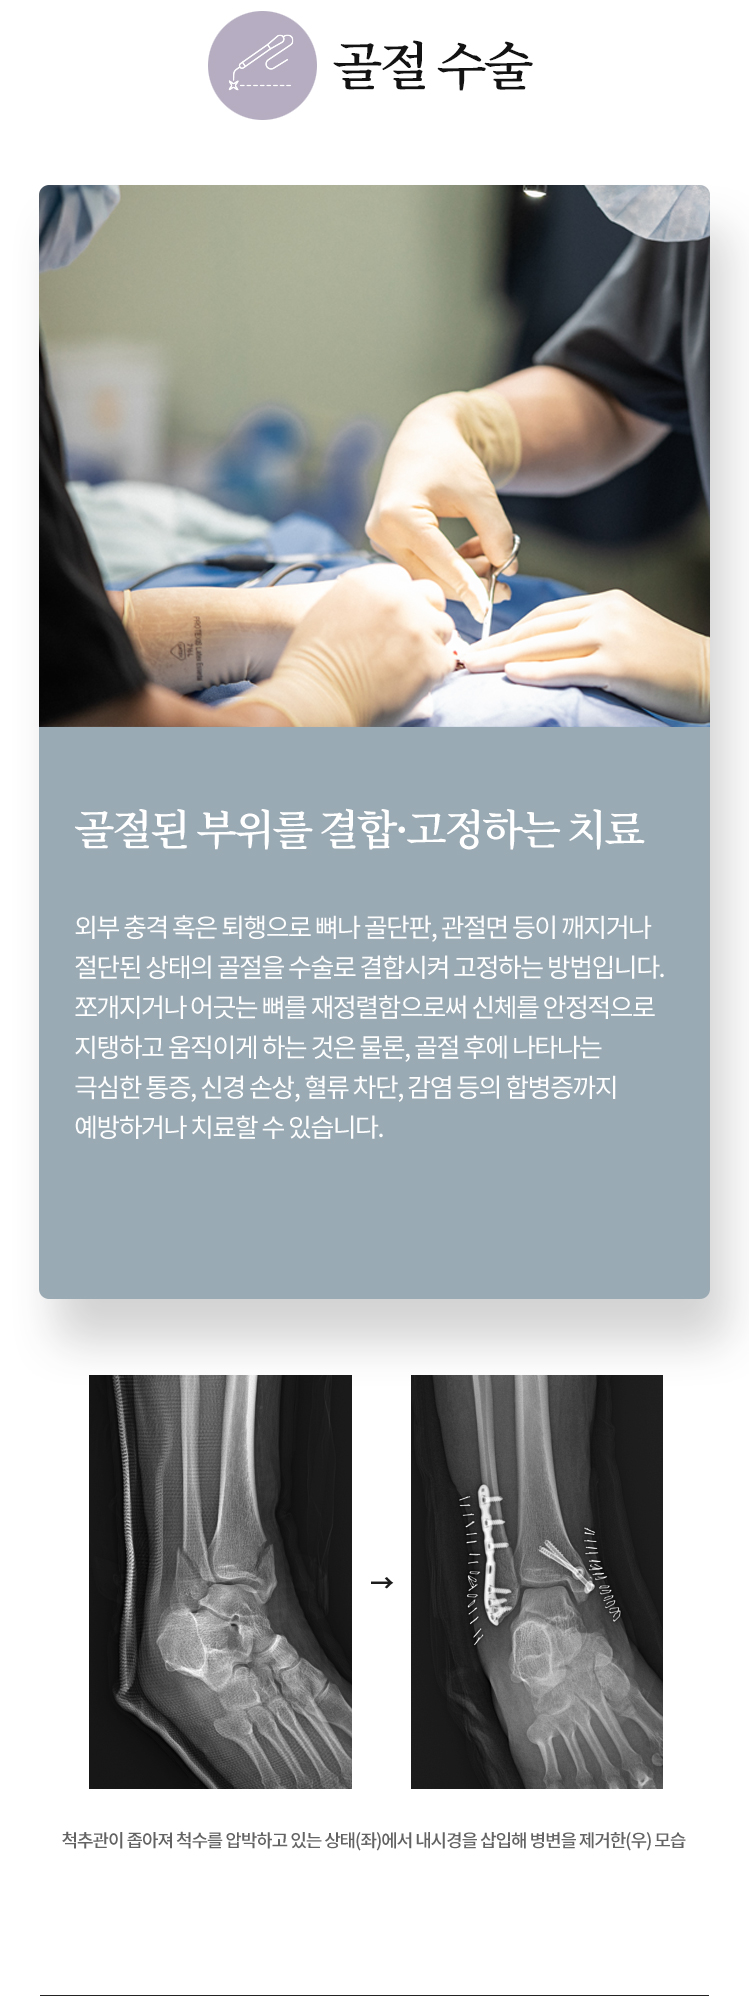 골절 수술
골절된 부위를 결합·고정하는 치료
외부 충격 혹은 퇴행으로 뼈나 골단판, 관절면 등이 깨지거나
절단된 상태의 골절을 수술로 결합시켜 고정하는 방법입니다.
쪼개지거나 어긋는 뼈를 재정렬함으로써 신체를 안정적으로
지탱하고 움직이게 하는 것은 물론, 골절 후에 나타나는
극심한 통증, 신경 손상, 혈류 차단, 감염 등의 합병증까지
예방하거나 치료할 수 있습니다.
→
척추관이 좁아져 척수를 압박하고 있는 상태(좌)에서 내시경을 삽입해 병변을 제거한(우) 모습